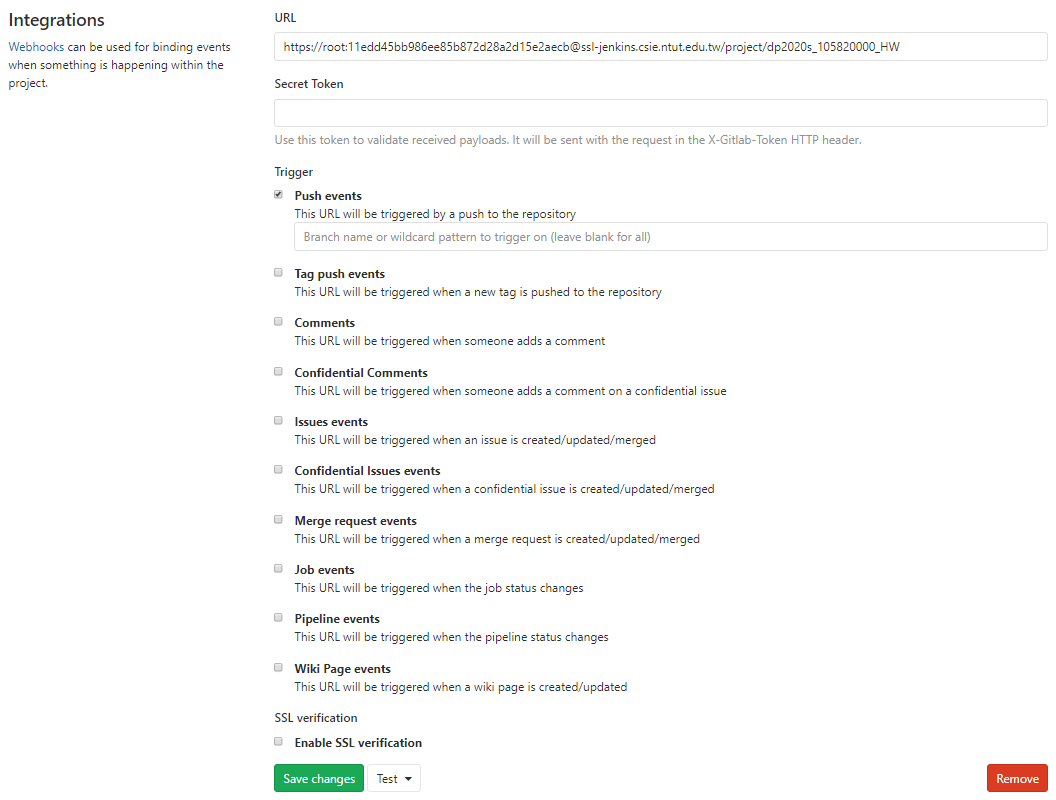 Integrations
Webhooks can be used for binding events
when something is happening within the
project.
URL
https://root:11edd45bb986ee85b872d28a2d15e2aecb@ssl-jenkins.csie.ntut.edu.tw/project/dp2020s_105820000_HW
Secret Token
Use this token to validate received payloads. It will be sent with the request in the X-Gitlab-Token HTTP header.
Trigger
Push events
This URL will be triggered by a push to the repository
Branch name or wildcard pattern to trigger on (leave blank for all)
Tag push events
This URL will be triggered when a new tag is pushed to the repository
Comments
This URL will be triggered when someone adds a comment
Confidential Comments
This URL will be triggered when someone adds a comment on a confidential issue
Issues events
This URL will be triggered when an issue is created/updated/merged
Confidential Issues events
This URL will be triggered when a confidential issue is created/updated/merged
Merge request events
This URL will be triggered when a merge request is created/updated/merged
Job events
This URL will be triggered when the job status changes
Pipeline events
This URL will be triggered when the pipeline status changes
Wiki Page events
This URL will be triggered when a wiki page is created/updated
SSL verification
Enable SSL verification
Save changes Test Remove